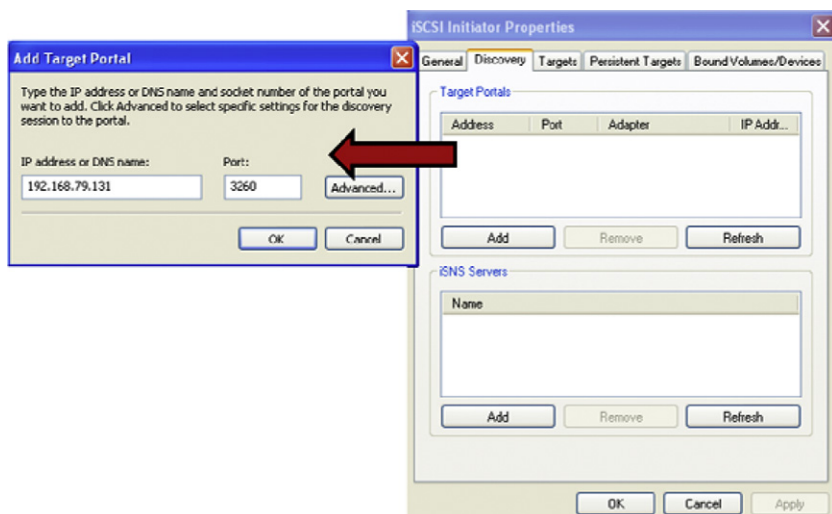 Add Target Portal
Type the IP address or DNS name and socket number of the portal you
want to add. Click Advanced to select specific settings for the discovery
session to the portal.
IP address or DNS name: Port:
192.168.79.131 3260 Advanced...
OK Cancel
iSCSI Initiator Properties
General Discovery Targets Persistent Targets Bound Volumes/Devices
Target Portals
Address Port Adapter IP Addr...
Add Remove Refresh
iSNS Servers
Name
Add Remove Refresh
OK Cancel Apply